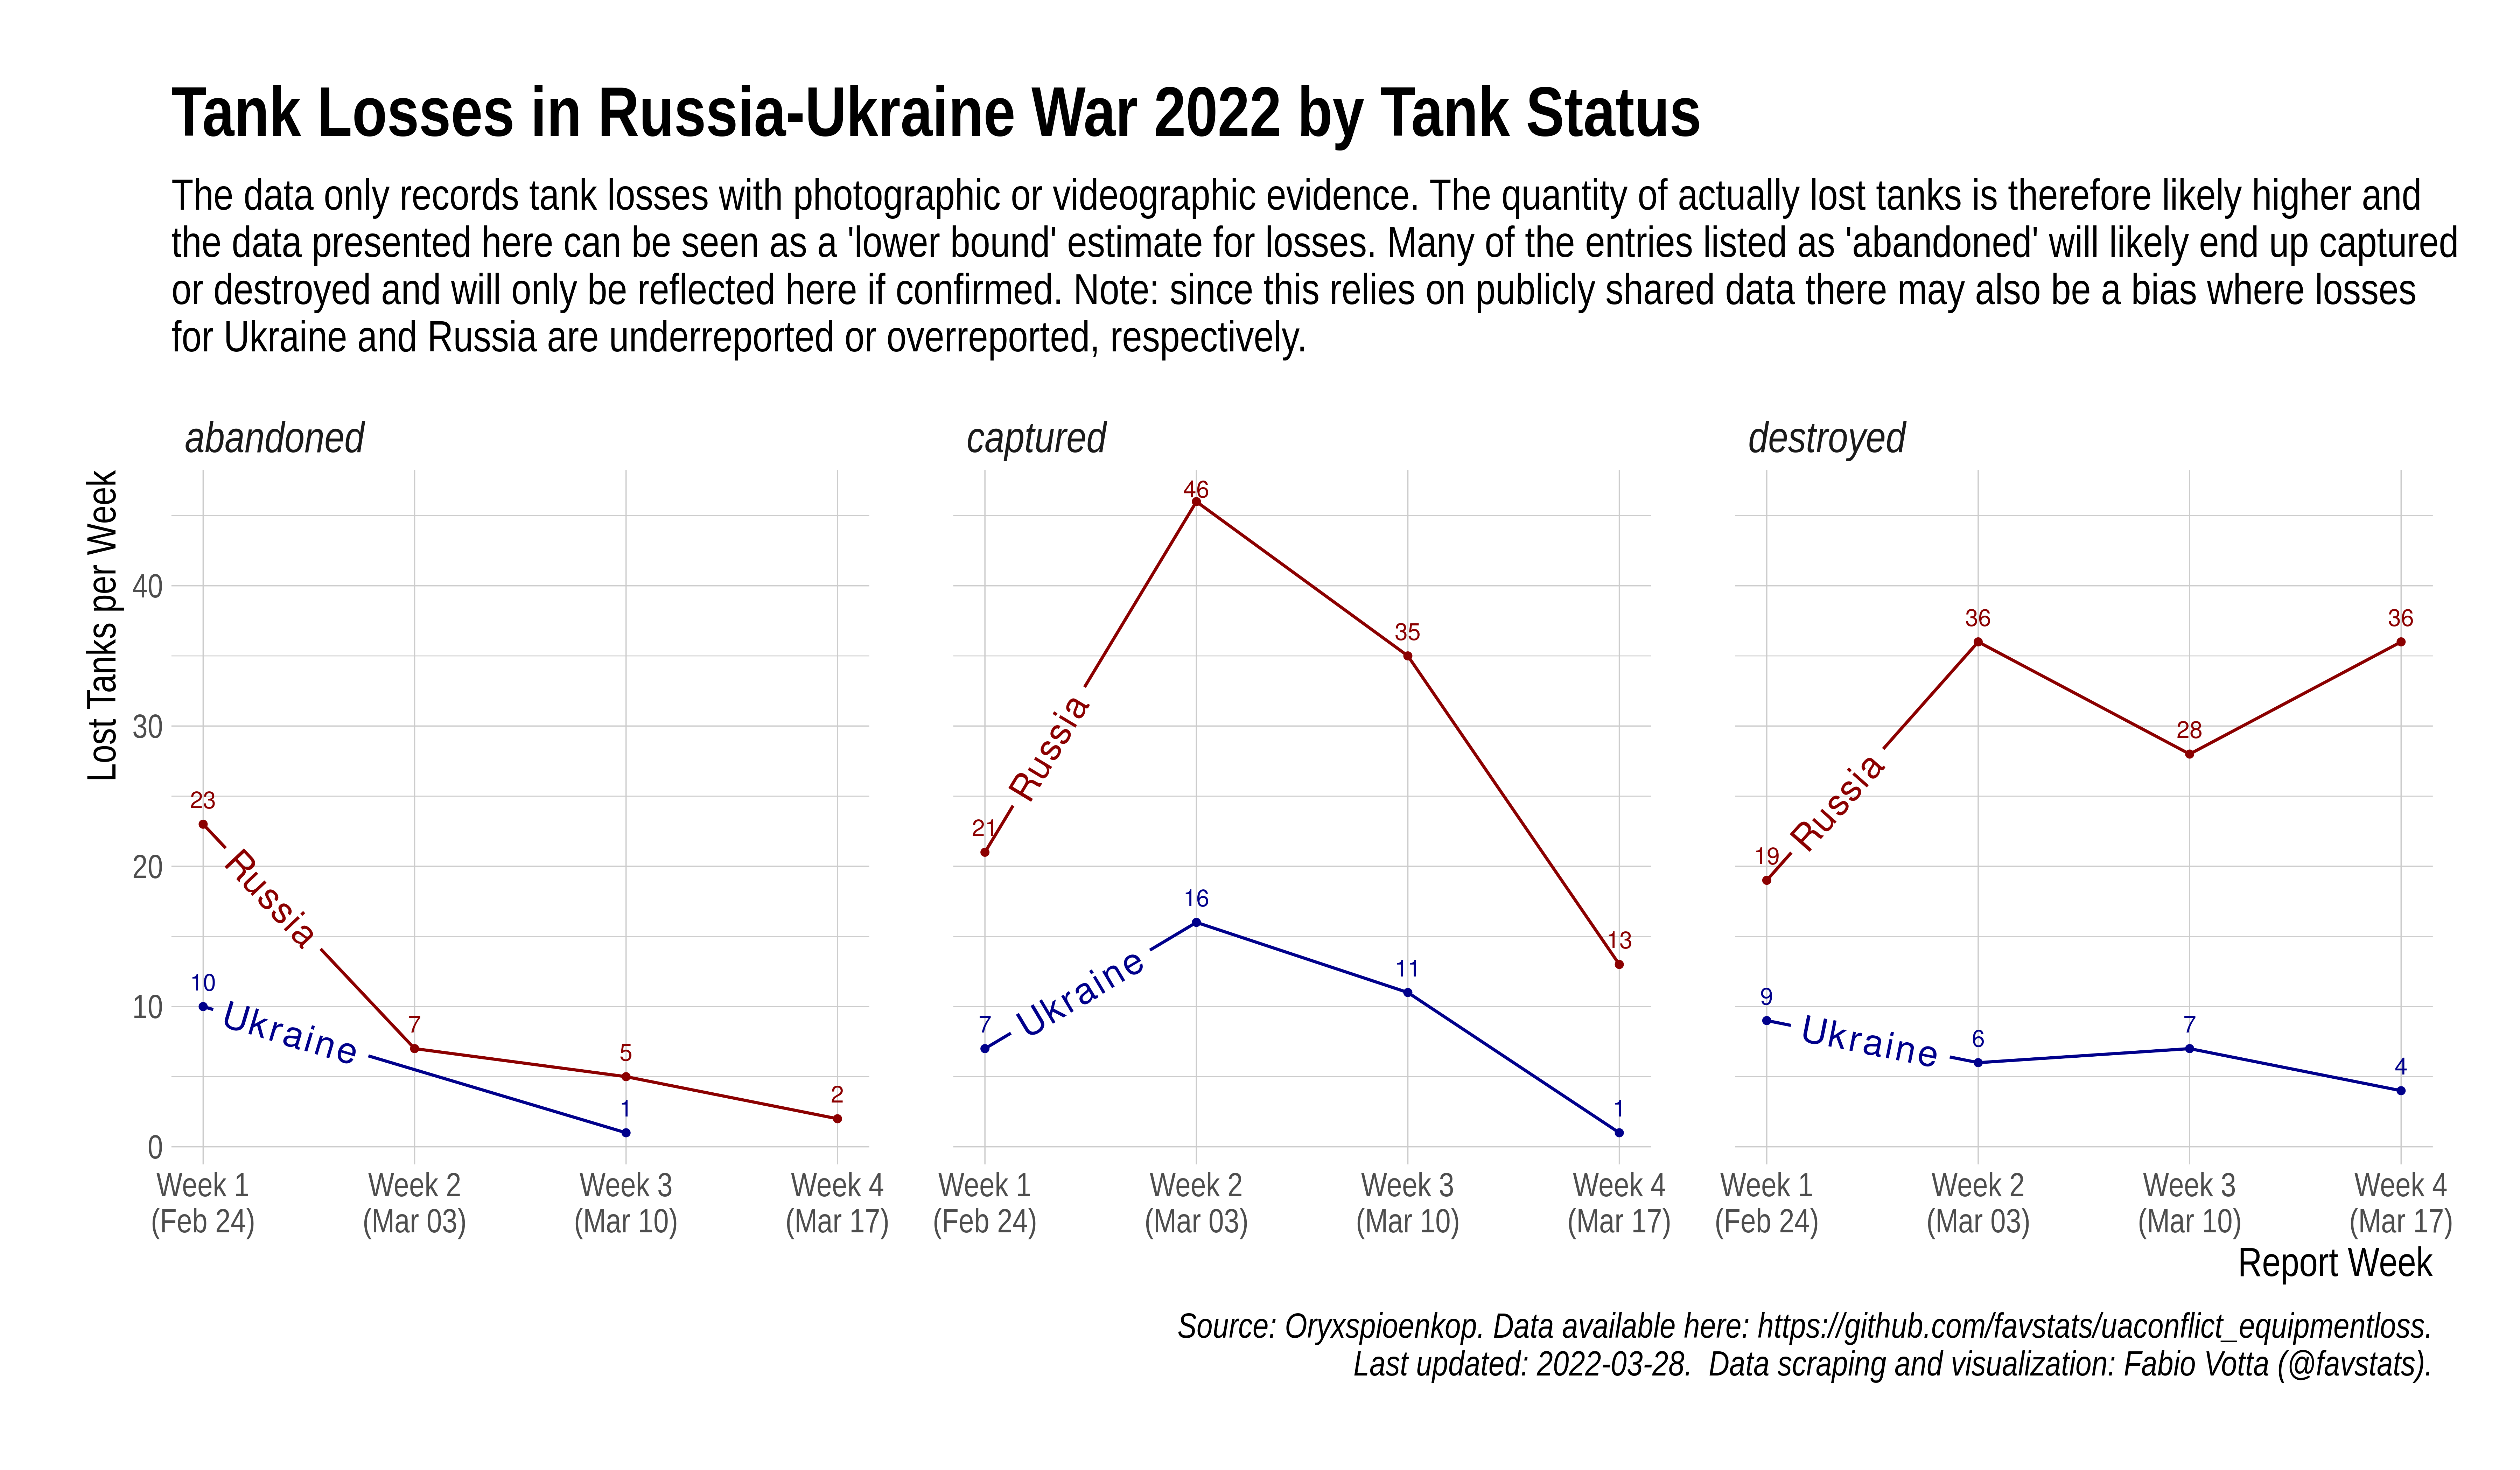 Tank Losses in Russia-Ukraine War 2022 by Tank Status
The data only records tank losses with photographic or videographic evidence. The quantity of actually lost tanks is therefore likely higher and
the data presented here can be seen as a 'lower bound' estimate for losses. Many of the entries listed as 'abandoned' will likely end up captured
or destroyed and will only be reflected here if confirmed. Note: since this relies on publicly shared data there may also be a bias where losses
for Ukraine and Russia are underreported or overreported, respectively.
abandoned
captured
destroyed
Lost Tanks per Week
40
30
20
10
0
23
Russia
7
5
2
10
Ukraine
1
21
Russia
46
35
13
7
Ukraine
16
11
1
19
Russia
36
28
36
9
Ukraine
6
7
4
Week 1 Week 2 Week 3 Week 4 Week 1 Week 2 Week 3 Week 4 Week 1 Week 2 Week 3 Week 4
(Feb 24) (Mar 03) (Mar 10) (Mar 17) (Feb 24) (Mar 03) (Mar 10) (Mar 17) (Feb 24) (Mar 03) (Mar 10) (Mar 17)
Report Week
Source: Oryxspioenkop. Data available here: https://github.com/favstats/uaconflict_equipmentloss.
Last updated: 2022-03-28.  Data scraping and visualization: Fabio Votta (@favstats).